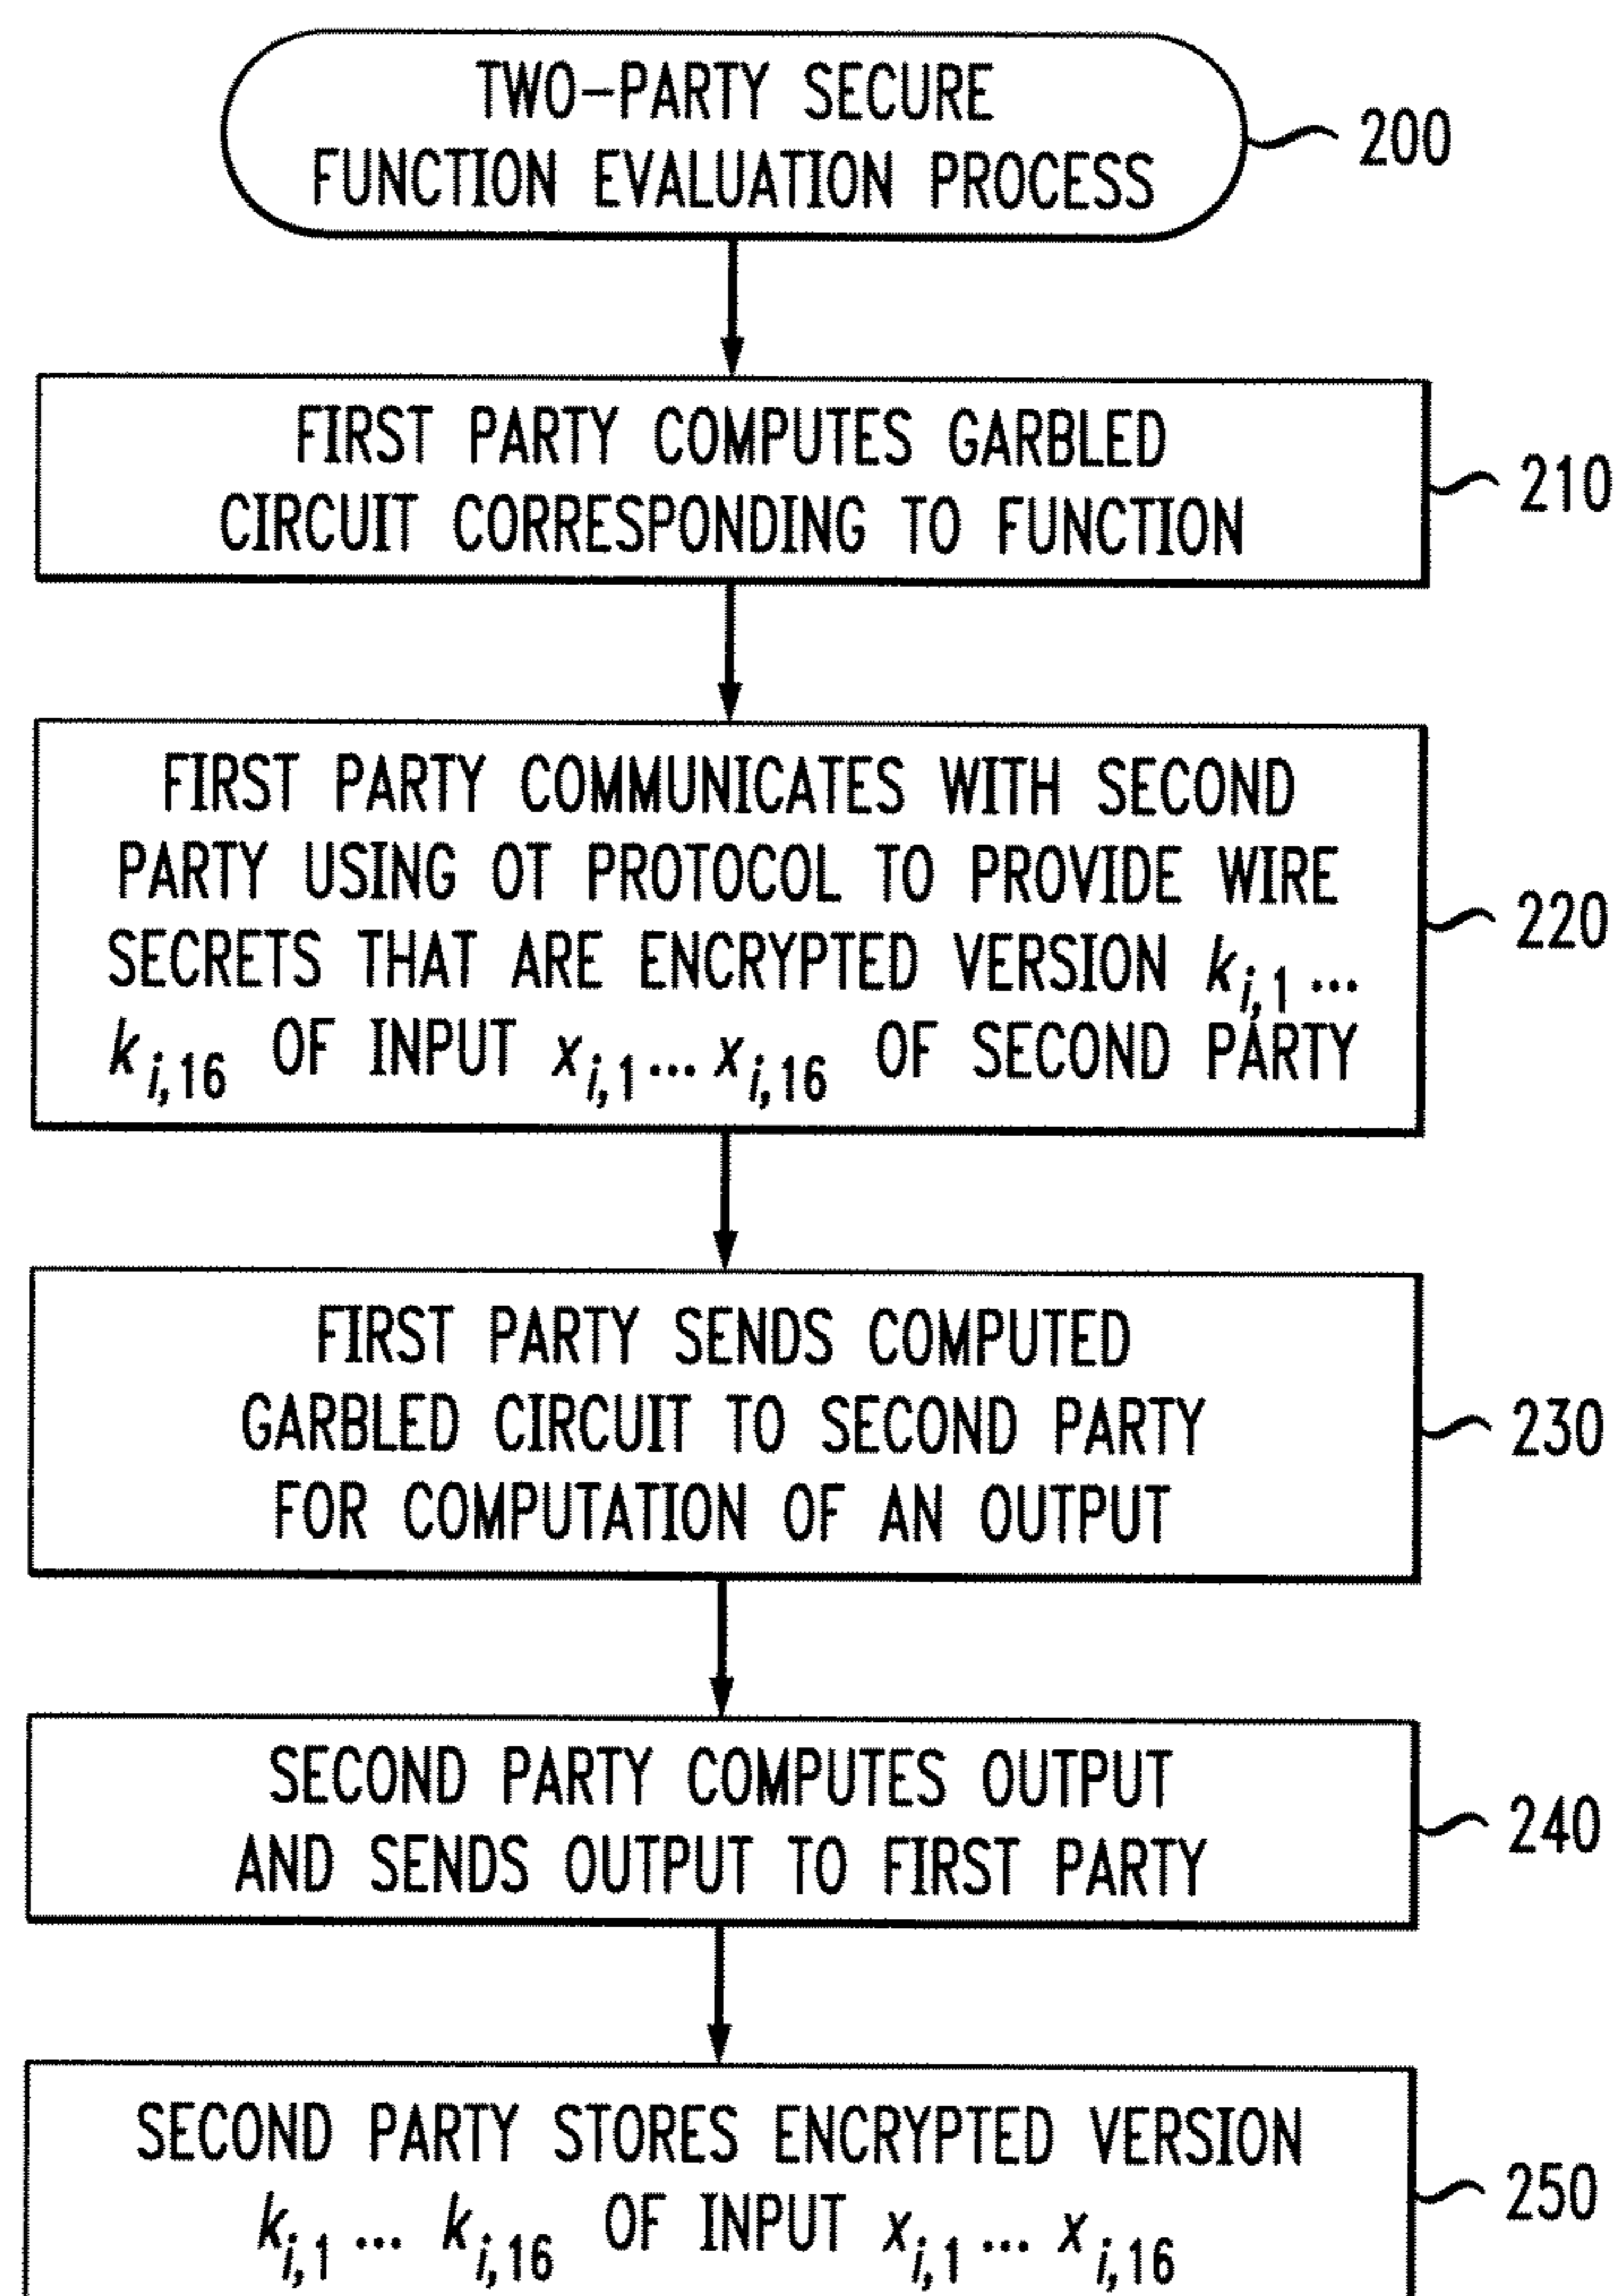 TWO-PARTY SECURE
FUNCTION EVALUATION PROCESS
200
FIRST PARTY COMPUTES GARBLED
CIRCUIT CORRESPONDING TO FUNCTION
210
FIRST PARTY COMMUNICATES WITH SECOND
PARTY USING OT PROTOCOL TO PROVIDE WIRE
SECRETS THAT ARE ENCRYPTED VERSION k_{i,1} ...
k_{i,16} OF INPUT x_{i,1} ... x_{i,16} OF SECOND PARTY
220
FIRST PARTY SENDS COMPUTED
GARBLED CIRCUIT TO SECOND PARTY
FOR COMPUTATION OF AN OUTPUT
230
SECOND PARTY COMPUTES OUTPUT
AND SENDS OUTPUT TO FIRST PARTY
240
SECOND PARTY STORES ENCRYPTED VERSION
k_{i,1} ... k_{i,16} OF INPUT x_{i,1} ... x_{i,16}
250